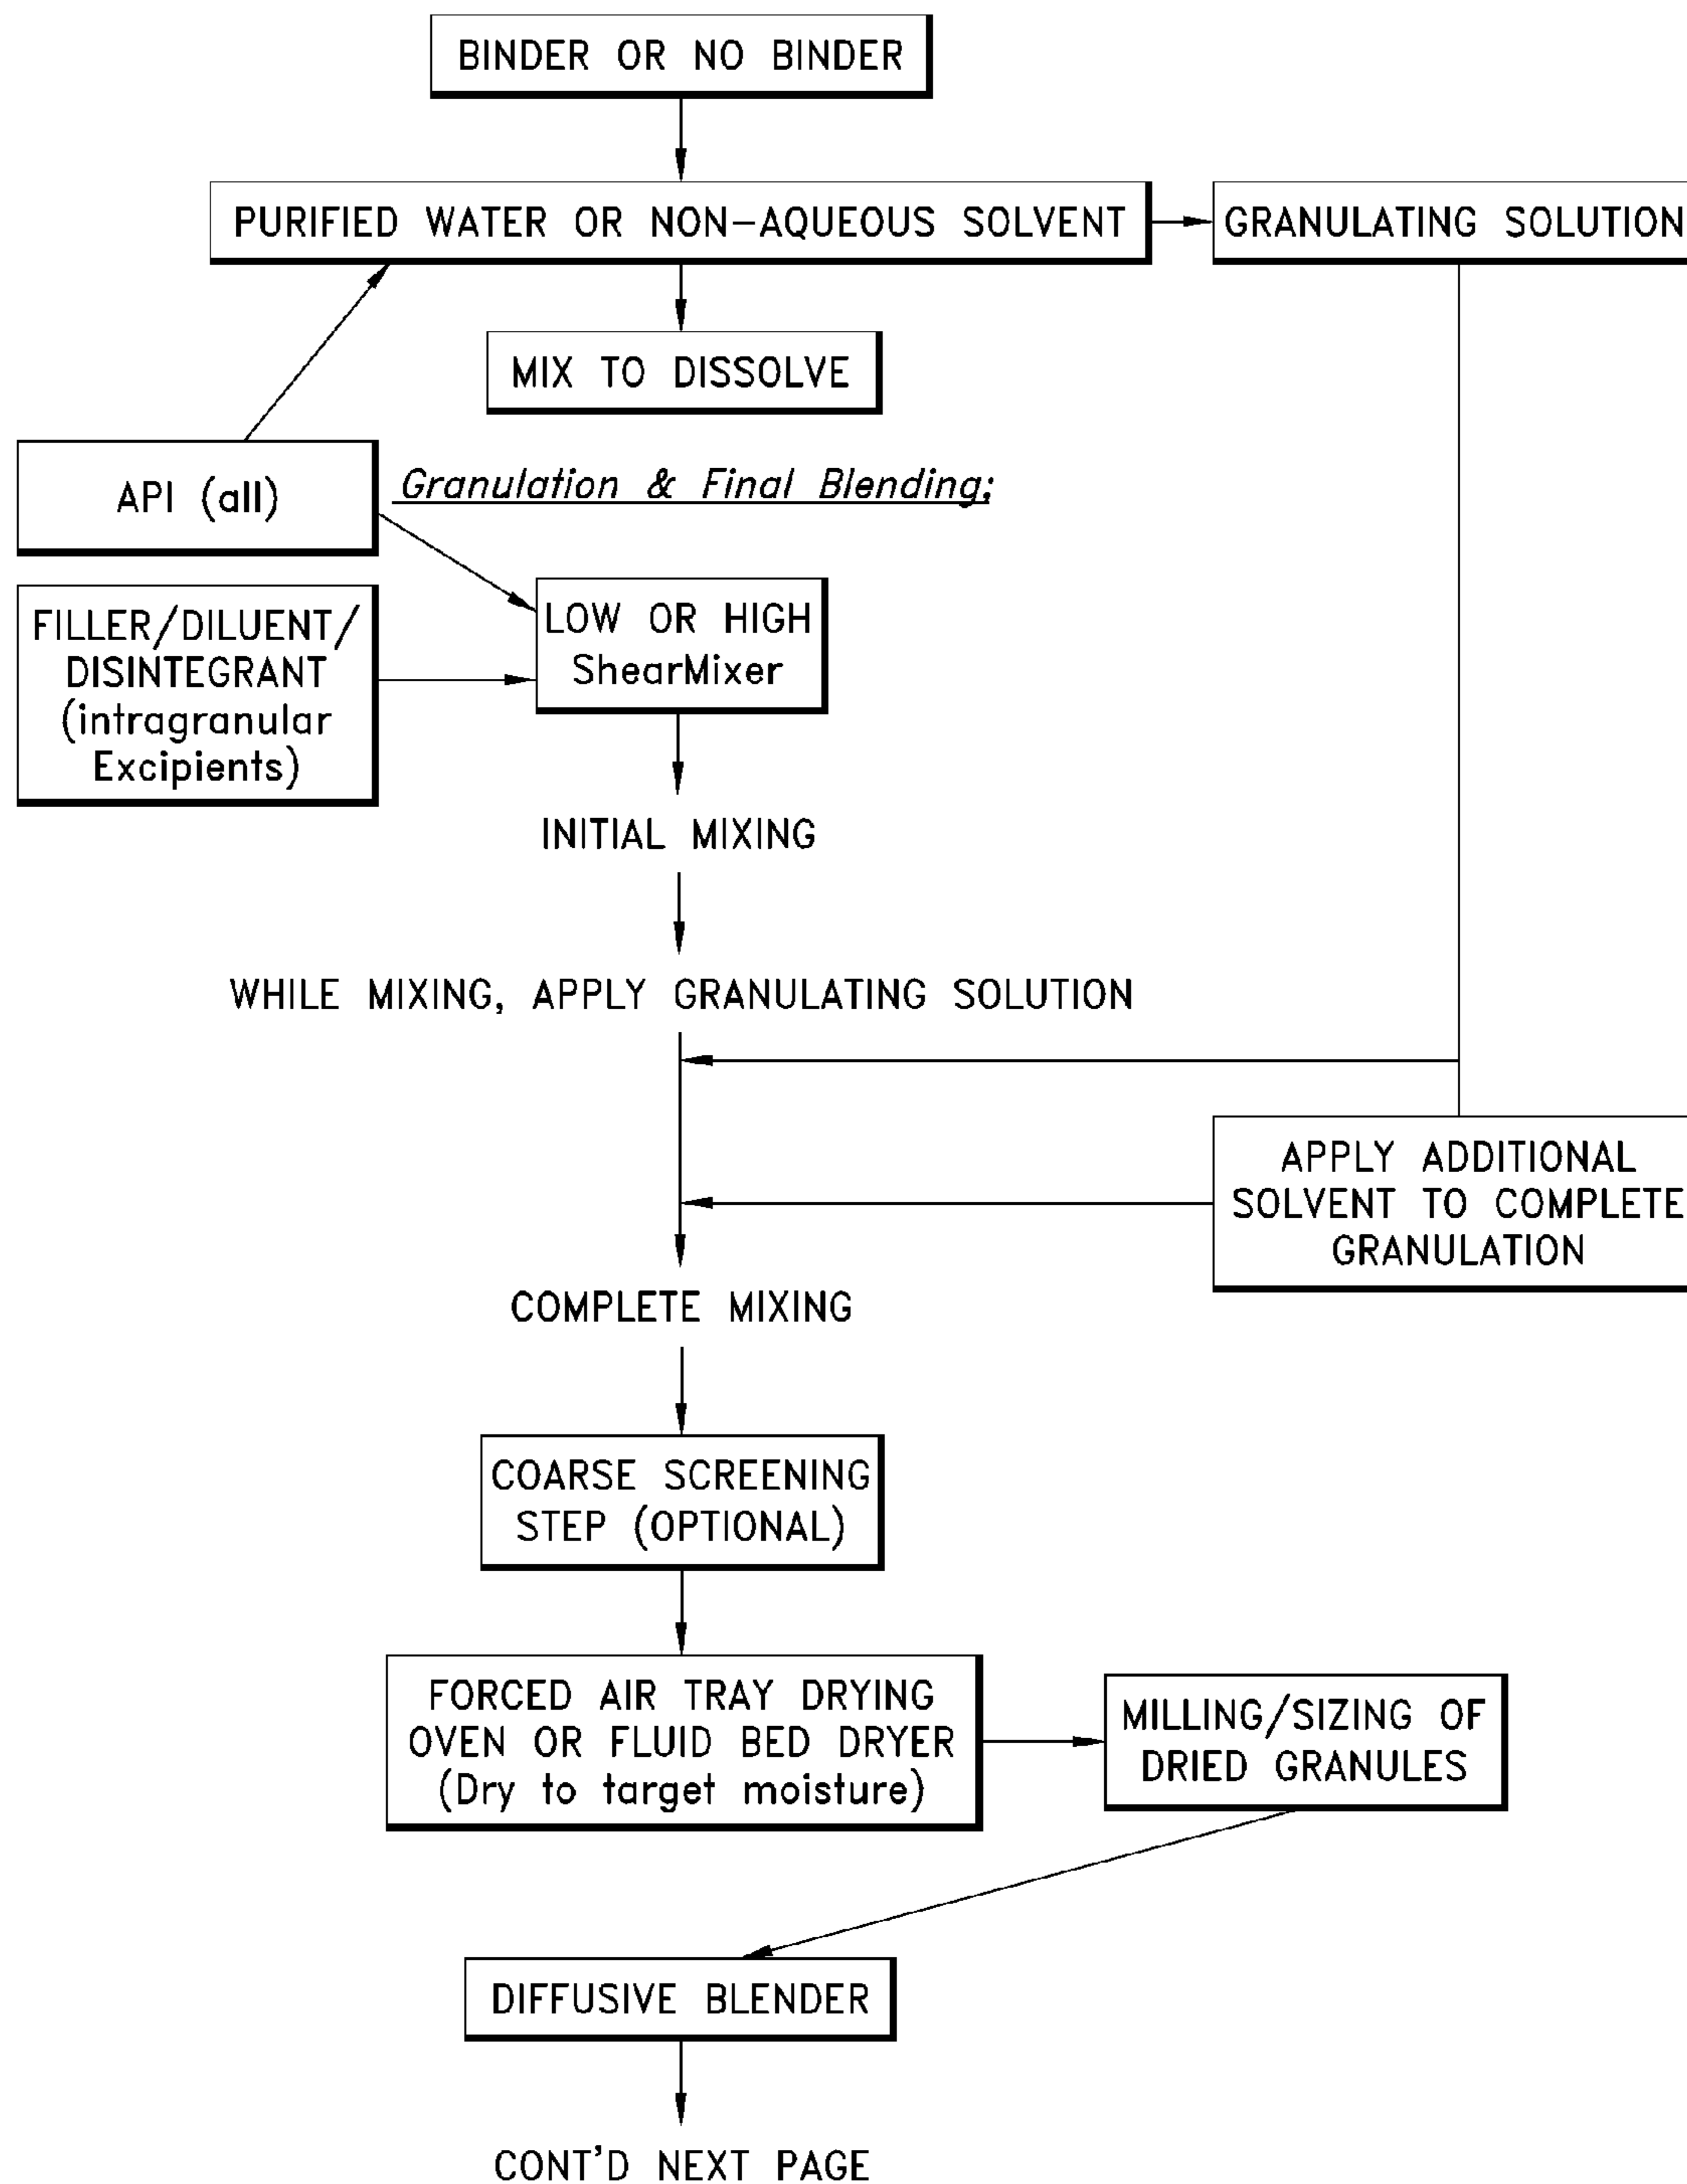 BINDER OR NO BINDER
PURIFIED WATER OR NON-AQUEOUS SOLVENT
GRANULATING SOLUTION
MIX TO DISSOLVE
API (all)
Granulation & Final Blending;
FILLER/DILUENT/
DISINTEGRANT
(intragranular
Excipients)
LOW OR HIGH
ShearMixer
INITIAL MIXING
WHILE MIXING, APPLY GRANULATING SOLUTION
APPLY ADDITIONAL
SOLVENT TO COMPLETE
GRANULATION
COMPLETE MIXING
COARSE SCREENING
STEP (OPTIONAL)
FORCED AIR TRAY DRYING
OVEN OR FLUID BED DRYER
(Dry to target moisture)
MILLING/SIZING OF
DRIED GRANULES
DIFFUSIVE BLENDER
CONT'D NEXT PAGE